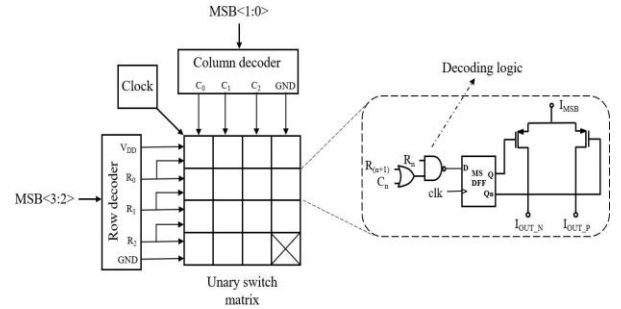 MSB<1:0>
Column decoder
C0 C1 C2 GND
Clock
MSB<3:2>
Row decoder
VDD
R0
R1
R2
GND
Unary switch
matrix
Decoding logic
R(n+1)
Cn
Rn
clk
D
MS
DFF
Q
Qn
IMSB
IOUT_N
IOUT_P